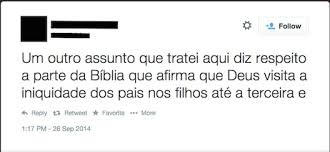 Follow
Um outro assunto que tratei aqui diz respeito
a parte da Bíblia que afirma que Deus visita a
iniquidade dos pais nos filhos até a terceira e
Reply Retweet Favorite More
1:17 PM - 26 Sep 2014